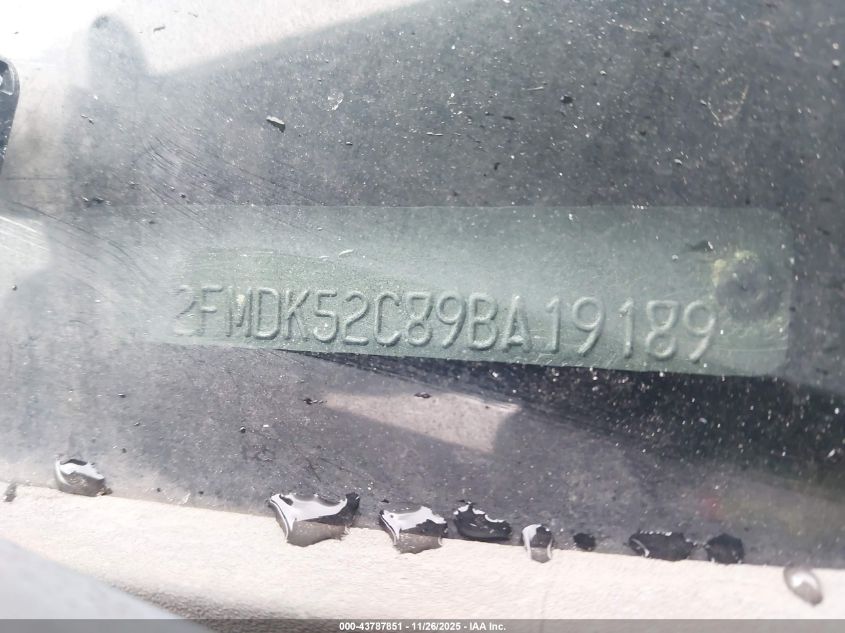 2FMDK52C89BA19189
000-43787851 | 11/26/2025 | IAA Inc.